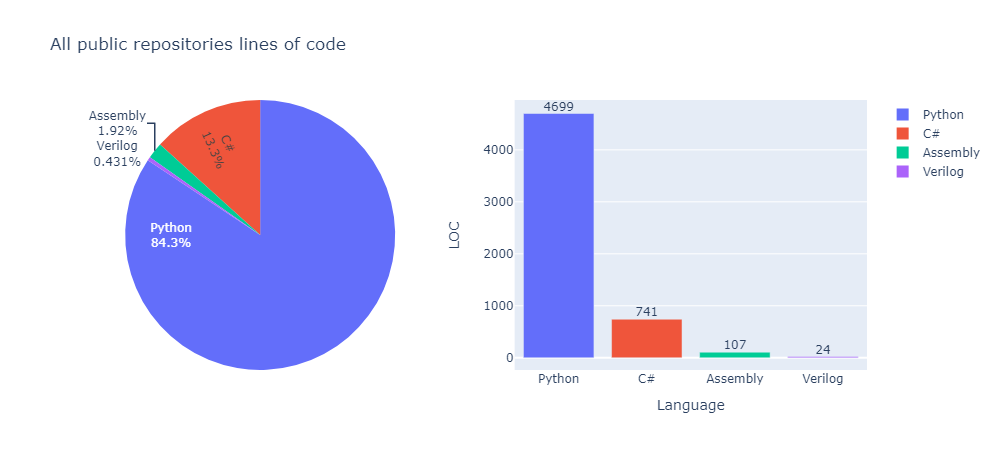 All public repositories lines of code
Assembly
1.92%
Verilog
0.431%
C#
13.3%
Python
84.3%
LOC
4000
3000
2000
1000
0
4699
741
107
24
Python
C#
Assembly
Verilog
Language
Python
C#
Assembly
Verilog